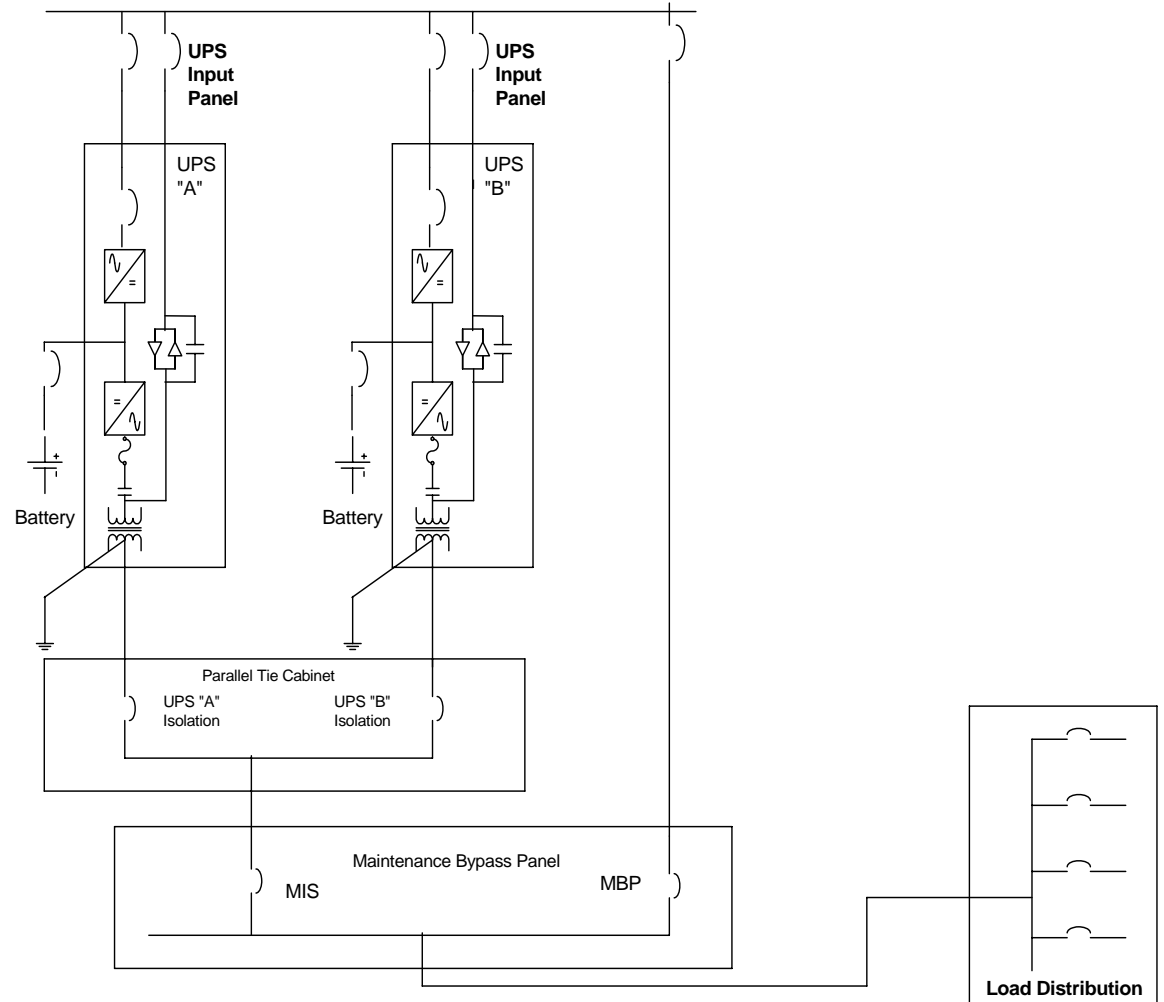 UPS
Input
Panel
UPS
Input
Panel
UPS
"A"
UPS
"B"
=
=
=
=
+
-
Battery
+
-
Battery
Parallel Tie Cabinet
UPS "A"
Isolation
UPS "B"
Isolation
Maintenance Bypass Panel
MIS
MBP
Load Distribution